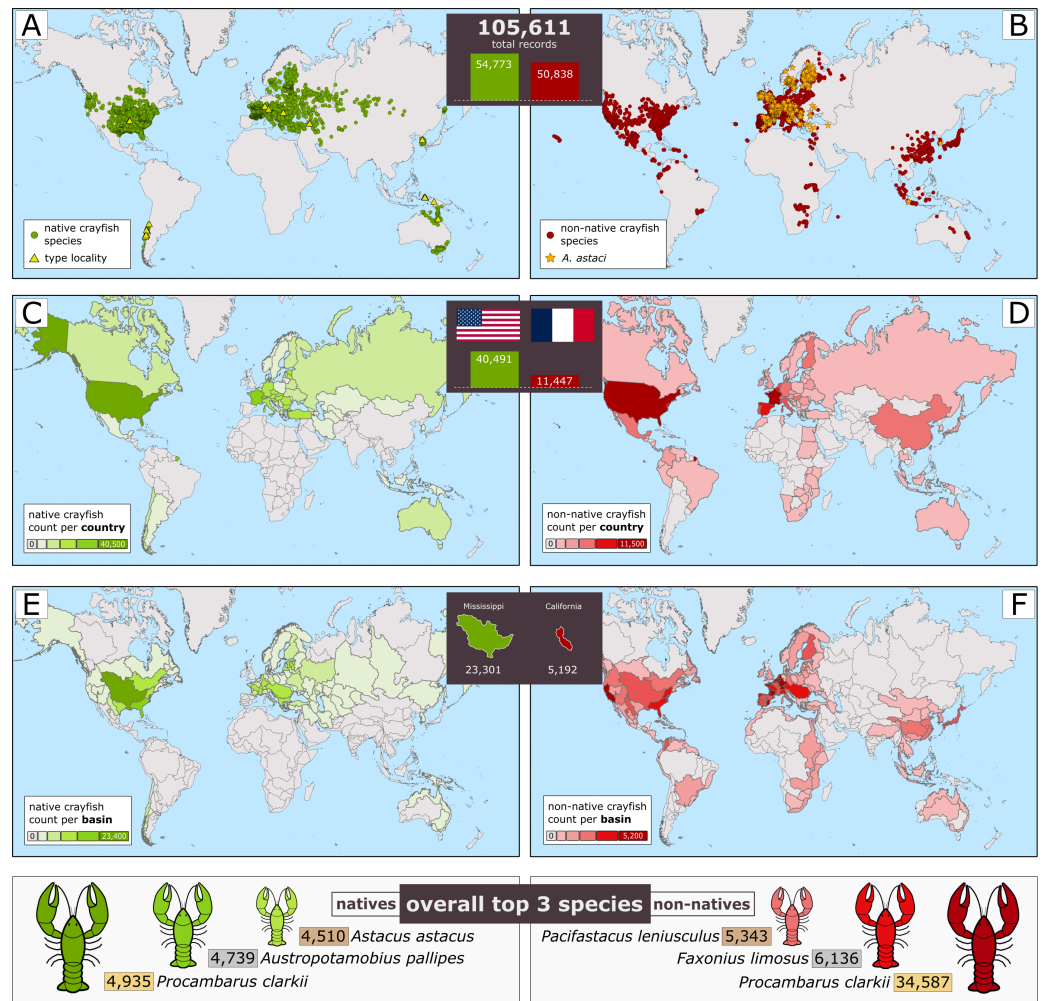 A
B
105,611
total records
54,773
50,838
native crayfish
species
type locality
non-native crayfish
species
A. astaci
C
D
40,491
11,447
native crayfish
count per country
0
40,500
non-native crayfish
count per country
0
11,500
E
F
Mississippi
California
23,301
5,192
native crayfish
count per basin
0
23,400
non-native crayfish
count per basin
0
5,200
natives
overall top 3 species
non-natives
4,510 Astacus astacus
4,739 Austropotamobius pallipes
4,935 Procambarus clarkii
Pacifastacus leniusculus 5,343
Faxonius limosus 6,136
Procambarus clarkii 34,587